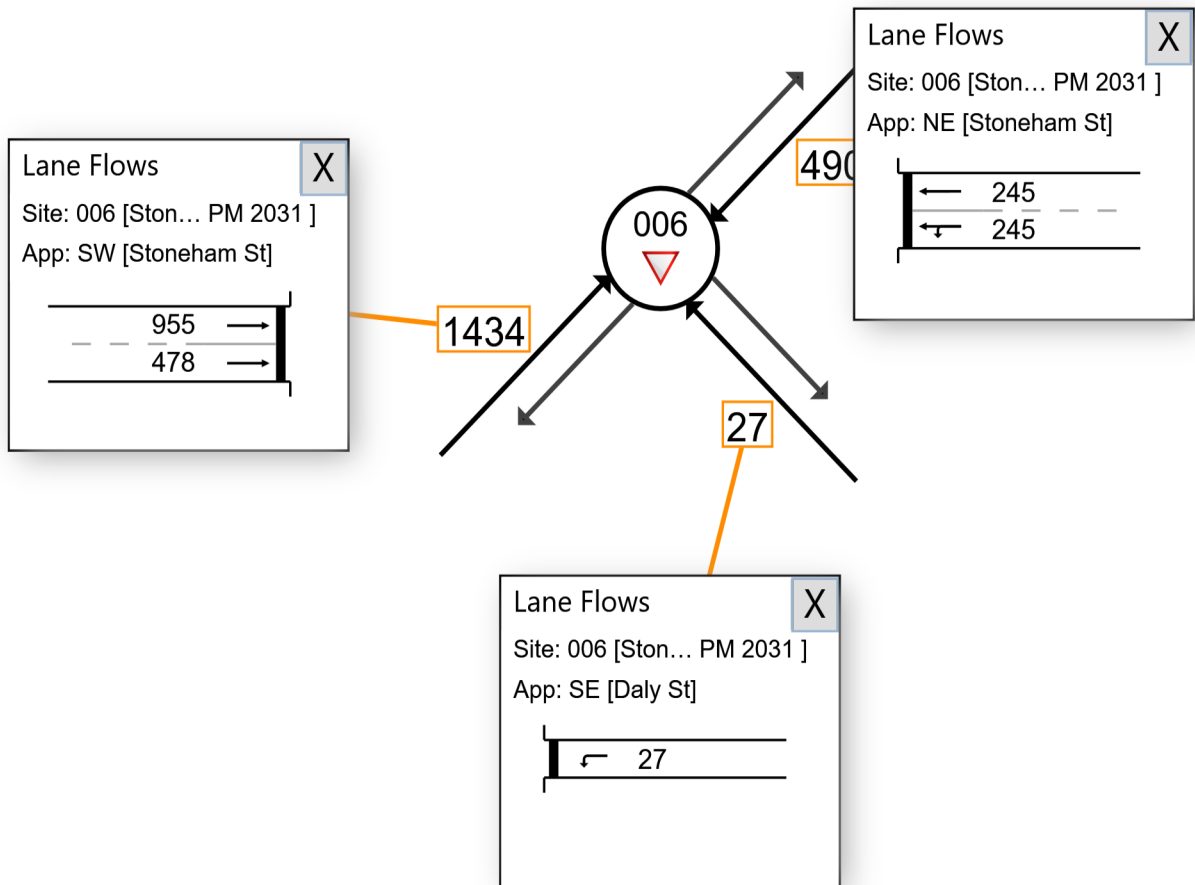 Lane Flows
X
Site: 006 [Ston… PM 2031 ]
App: NE [Stoneham St]
245
245
490
006
Lane Flows
X
Site: 006 [Ston… PM 2031 ]
App: SW [Stoneham St]
955
478
1434
27
Lane Flows
X
Site: 006 [Ston… PM 2031 ]
App: SE [Daly St]
27